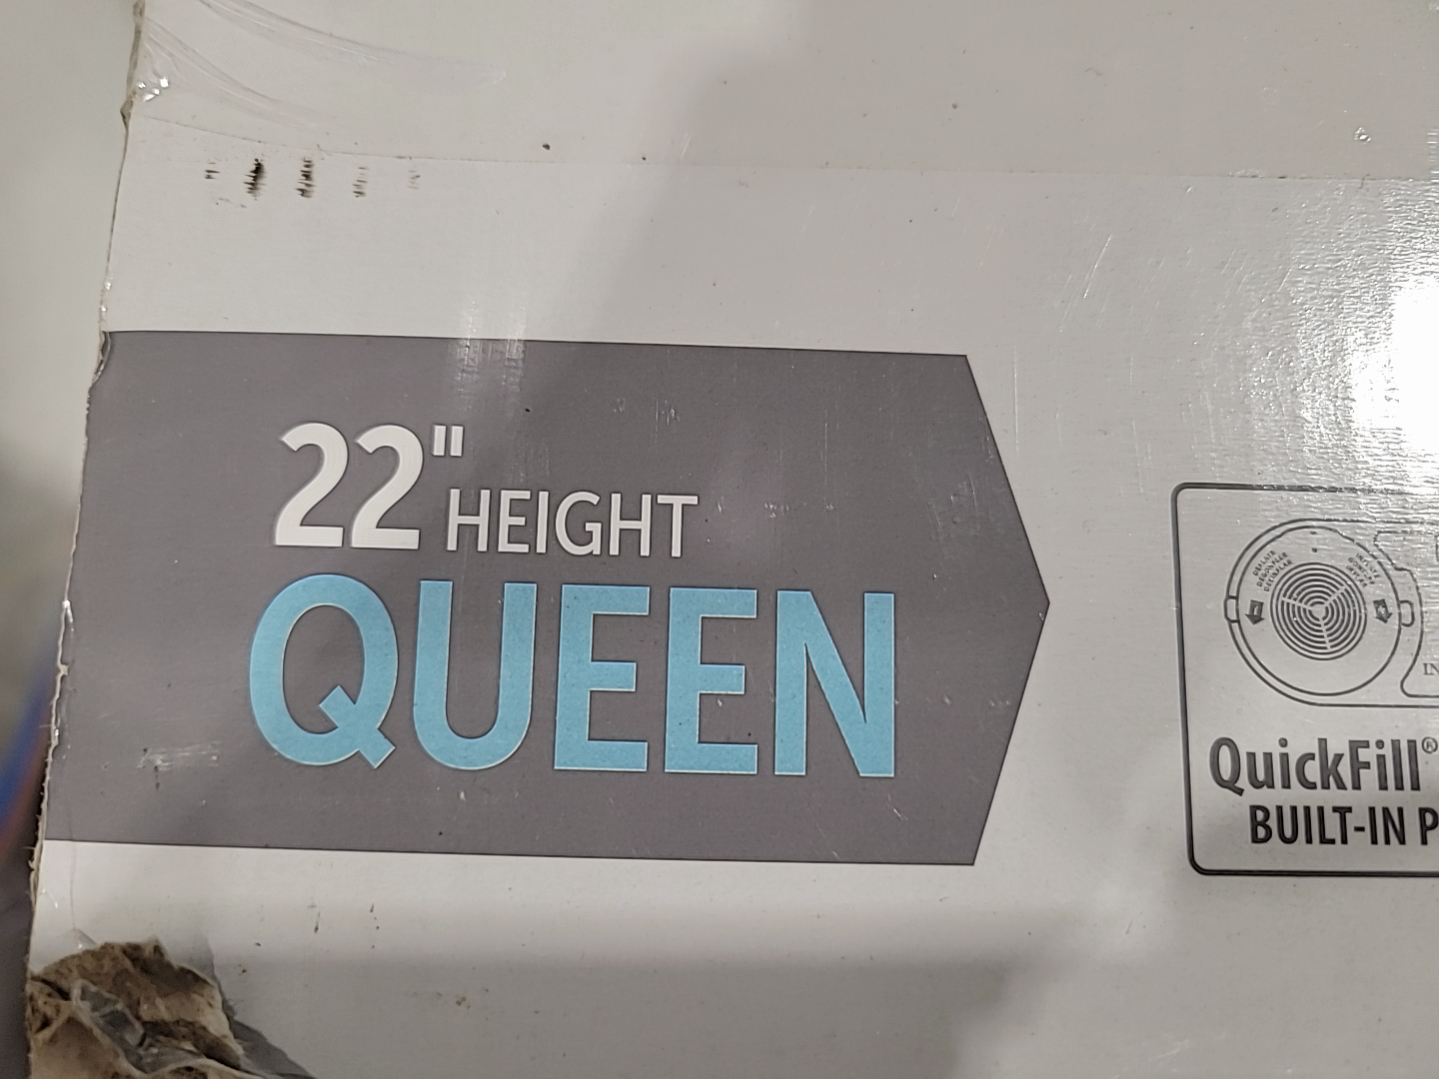 22" HEIGHT
QUEEN
QuickFill®
BUILT-IN P